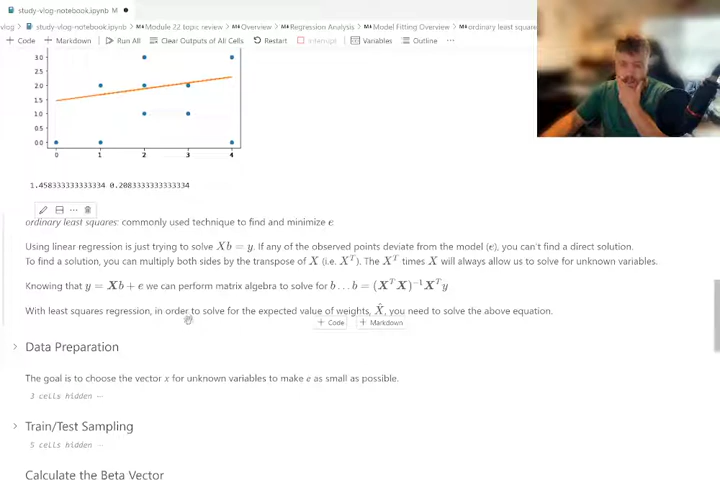 study-vlog-notebook.ipynb M ●
vlog > study-vlog-notebook.ipynb > M↓Module 22 topic review > M↓Overview > M↓Regression Analysis > M↓Model Fitting Overview > M↓ordinary least square
+ Code + Markdown Run All Clear Outputs of All Cells Restart Interrupt Variables Outline ···
3.0
2.5
2.0
1.5
1.0
0.5
0.0
0 1 2 3 4
1.458333333333334 0.2083333333333334
ordinary least squares: commonly used technique to find and minimize e
Using linear regression is just trying to solve Xb = y. If any of the observed points deviate from the model (e), you can't find a direct solution.
To find a solution, you can multiply both sides by the transpose of X (i.e. Xᵀ). The Xᵀ times X will always allow us to solve for unknown variables.
Knowing that y = Xb + e we can perform matrix algebra to solve for b … b = (XᵀX)⁻¹Xᵀy
With least squares regression, in order to solve for the expected value of weights, X̂, you need to solve the above equation.
+ Code + Markdown
Data Preparation
The goal is to choose the vector x for unknown variables to make e as small as possible.
3 cells hidden ···
Train/Test Sampling
5 cells hidden ···
Calculate the Beta Vector